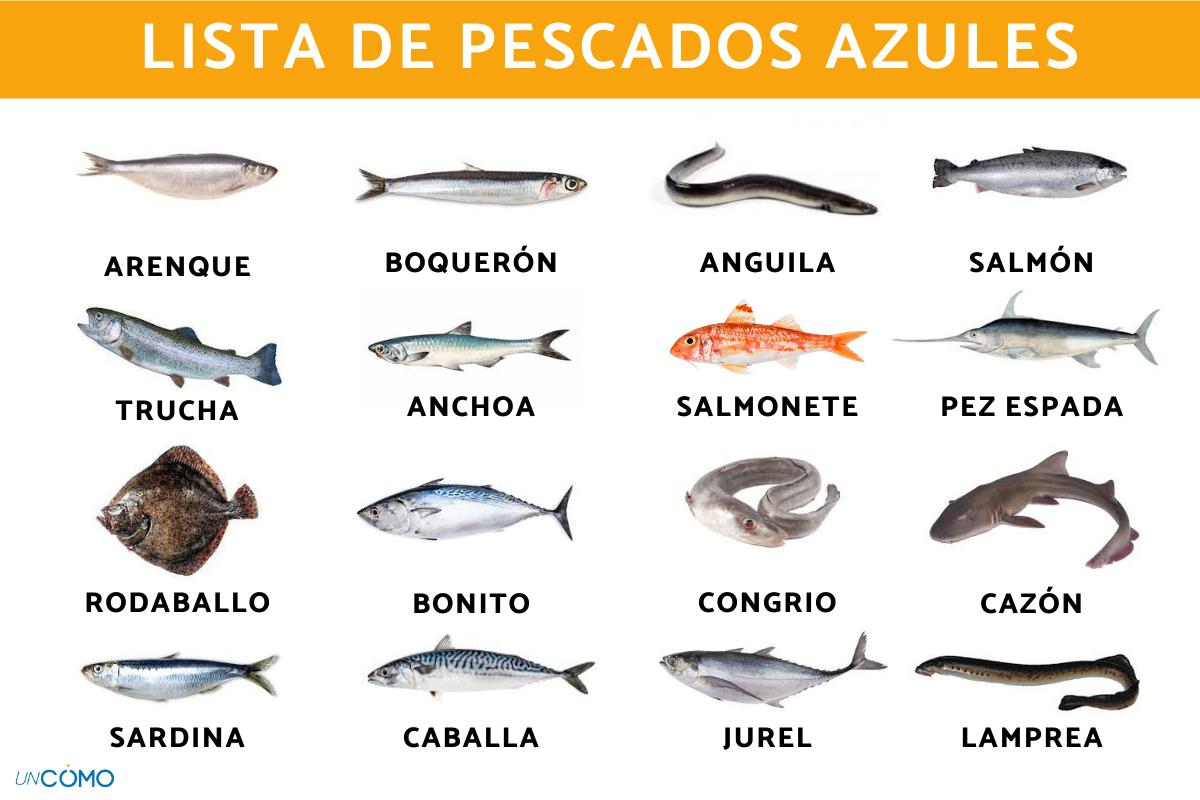 LISTA DE PESCADOS AZULES
ARENQUE
BOQUERÓN
ANGUILA
SALMÓN
TRUCHA
ANCHOA
SALMONETE
PEZ ESPADA
RODABALLO
BONITO
CONGRIO
CAZÓN
SARDINA
CABALLA
JUREL
LAMPREA
UNCOMO